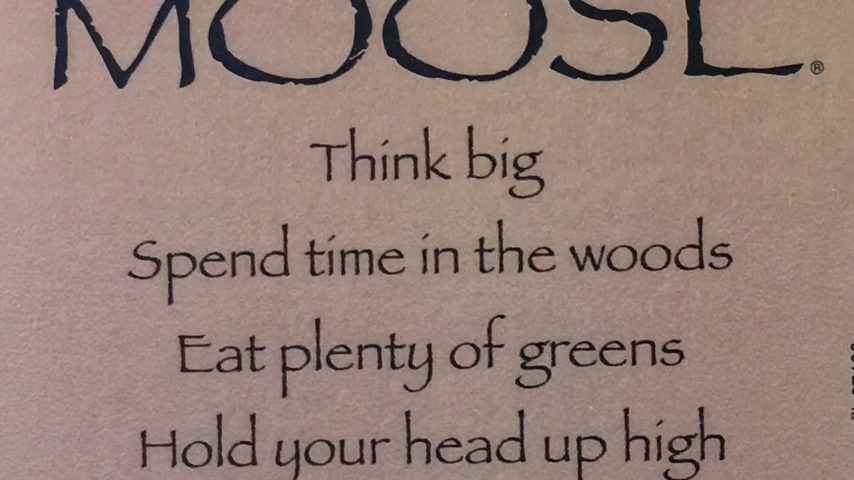 MOOSE®
Think big
Spend time in the woods
Eat plenty of greens
Hold your head up high